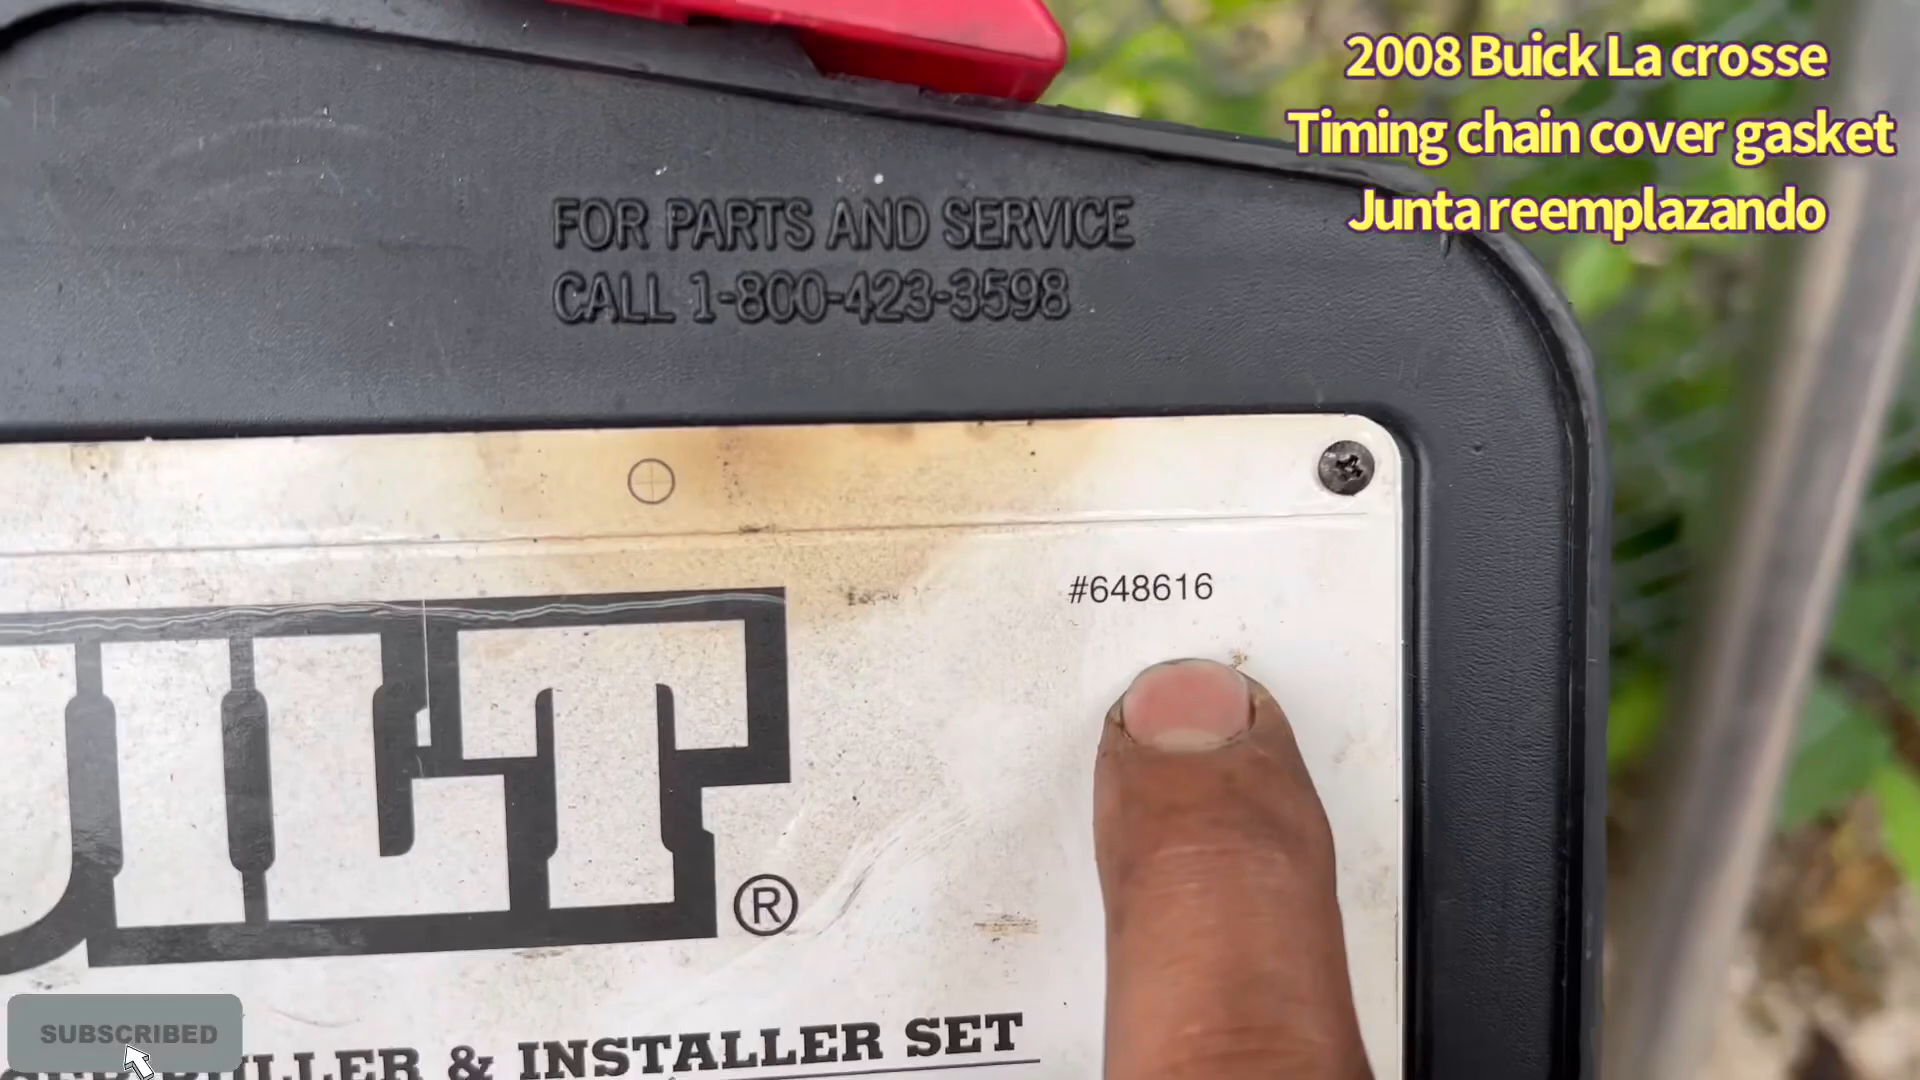 2008 Buick La crosse
Timing chain cover gasket
Junta reemplazando
FOR PARTS AND SERVICE
CALL 1-800-423-3598
#648616
ILT®
PULLER & INSTALLER SET
SUBSCRIBED